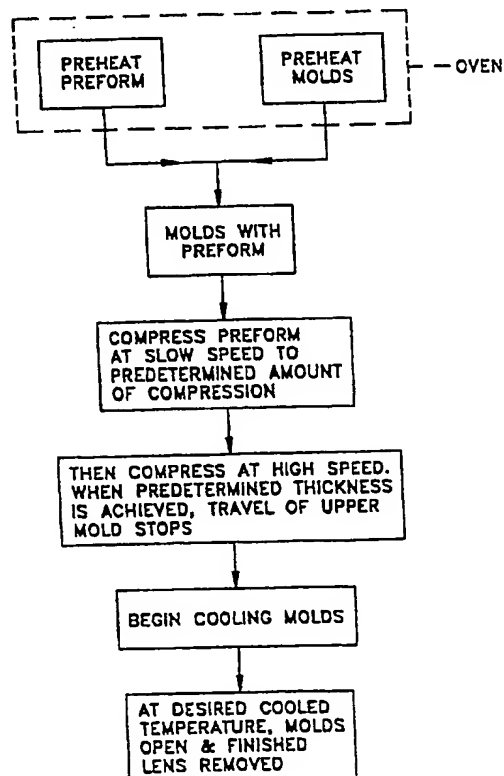 PREHEAT
PREFORM
PREHEAT
MOLDS
OVEN
MOLDS WITH
PREFORM
COMPRESS PREFORM
AT SLOW SPEED TO
PREDETERMINED AMOUNT
OF COMPRESSION
THEN COMPRESS AT HIGH SPEED.
WHEN PREDETERMINED THICKNESS
IS ACHIEVED, TRAVEL OF UPPER
MOLD STOPS
BEGIN COOLING MOLDS
AT DESIRED COOLED
TEMPERATURE, MOLDS
OPEN & FINISHED
LENS REMOVED